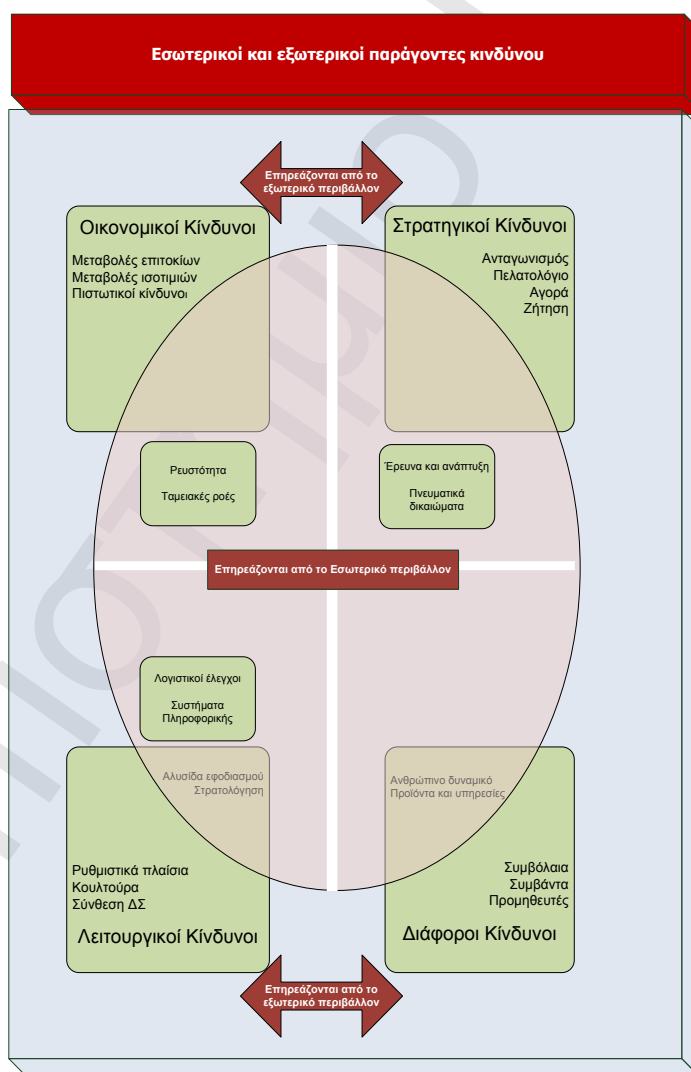 Εσωτερικοί και εξωτερικοί παράγοντες κινδύνου
Επηρεάζονται από το
εξωτερικό περιβάλλον
Οικονομικοί Κίνδυνοι
Μεταβολές επιτοκίων
Μεταβολές ισοτιμιών
Πιστωτικοί κίνδυνοι
Στρατηγικοί Κίνδυνοι
Ανταγωνισμός
Πελατολόγιο
Αγορά
Ζήτηση
Ρευστότητα
Ταμειακές ροές
Έρευνα και ανάπτυξη
Πνευματικά
δικαιώματα
Επηρεάζονται από το Εσωτερικό περιβάλλον
Λογιστικοί έλεγχοι
Συστήματα
Πληροφορικής
Αλυσίδα εφοδιασμού
Στρατολόγηση
Ρυθμιστικά πλαίσια
Κουλτούρα
Σύνθεση ΔΣ
Λειτουργικοί Κίνδυνοι
Ανθρώπινο δυναμικό
Προϊόντα και υπηρεσίες
Συμβόλαια
Συμβάντα
Προμηθευτές
Διάφοροι Κίνδυνοι
Επηρεάζονται από το
εξωτερικό περιβάλλον